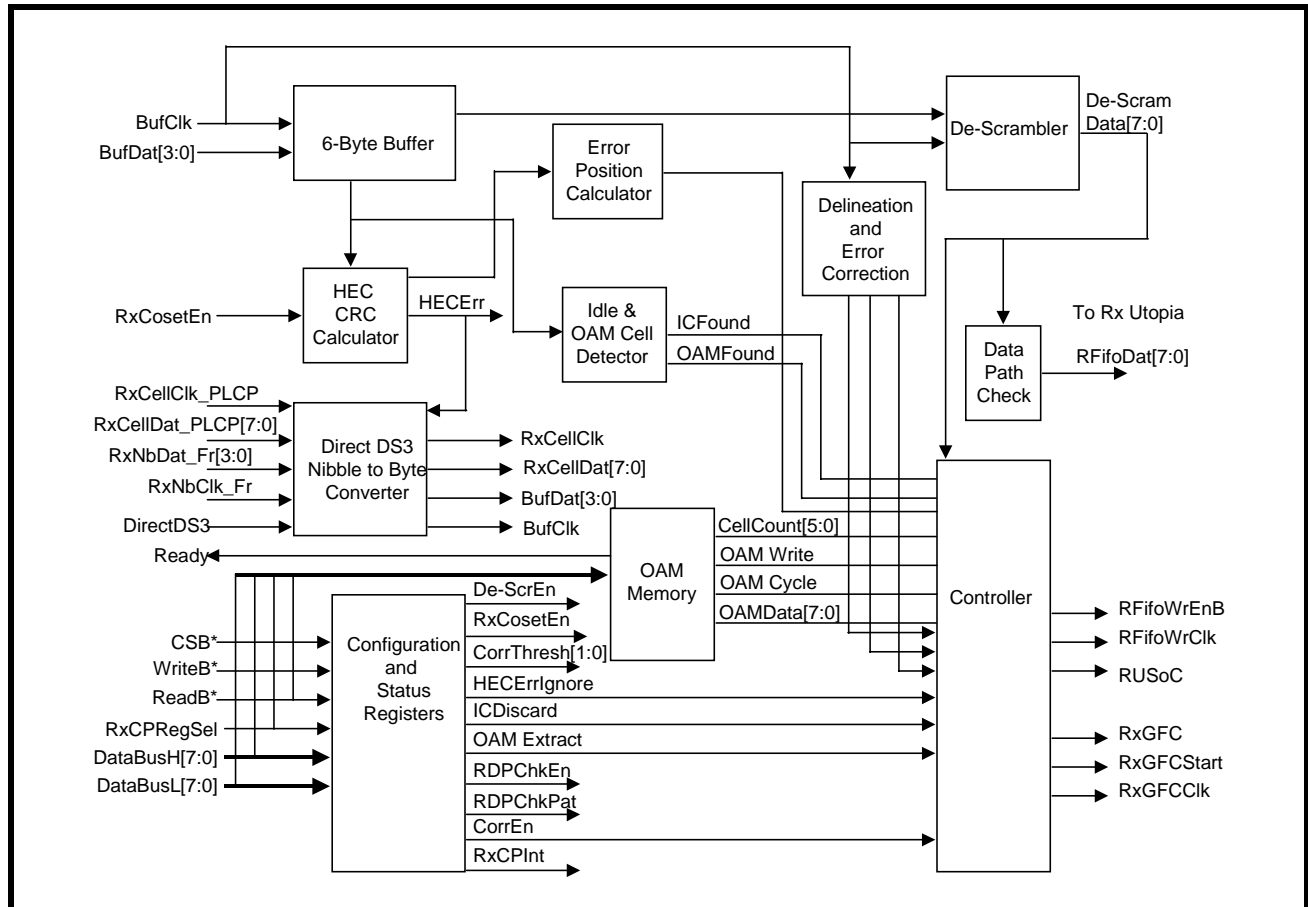 BufClk
BufDat[3:0]
6-Byte Buffer
Error
Position
Calculator
De-Scrambler
De-Scram
Data[7:0]
Delineation
and
Error
Correction
RxCosetEn
HEC
CRC
Calculator
HECErr
Idle &
OAM Cell
Detector
ICFound
OAMFound
To Rx Utopia
Data
Path
Check
RFifoDat[7:0]
RxCellClk_PLCP
RxCellDat_PLCP[7:0]
RxNbDat_Fr[3:0]
RxNbClk_Fr
DirectDS3
Direct DS3
Nibble to Byte
Converter
RxCellClk
RxCellDat[7:0]
BufDat[3:0]
BufClk
Ready
OAM
Memory
CellCount[5:0]
OAM Write
OAM Cycle
OAMData[7:0]
Controller
RFifoWrEnB
RFifoWrClk
RUSoC
RxGFC
RxGFCStart
RxGFCClk
CSB*
WriteB*
ReadB*
RxCPRegSel
DataBusH[7:0]
DataBusL[7:0]
Configuration
and
Status
Registers
De-ScrEn
RxCosetEn
CorrThresh[1:0]
HECErrIgnore
ICDiscard
OAM Extract
RDPChkEn
RDPChkPat
CorrEn
RxCPInt